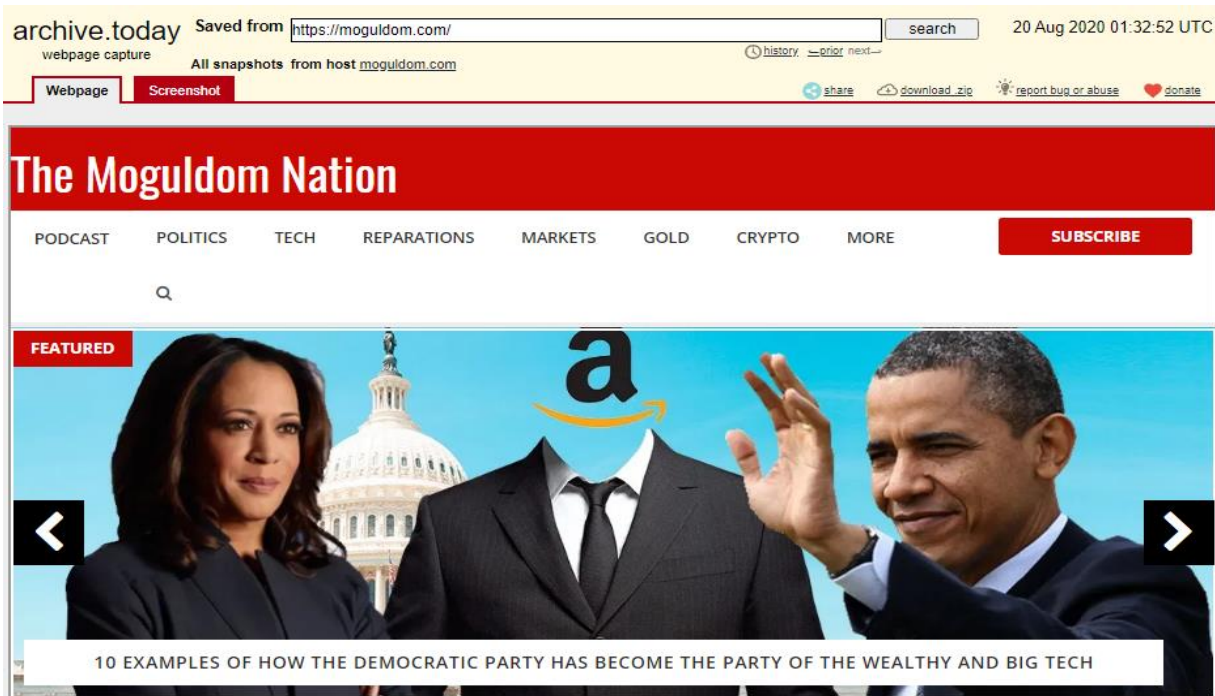 archive.today
webpage capture
Saved from https://moguldom.com/ search 20 Aug 2020 01:32:52 UTC
history ←prior next→
All snapshots from host moguldom.com
Webpage Screenshot
share download .zip report bug or abuse donate
The Moguldom Nation
PODCAST POLITICS TECH REPARATIONS MARKETS GOLD CRYPTO MORE SUBSCRIBE
FEATURED
a
10 EXAMPLES OF HOW THE DEMOCRATIC PARTY HAS BECOME THE PARTY OF THE WEALTHY AND BIG TECH